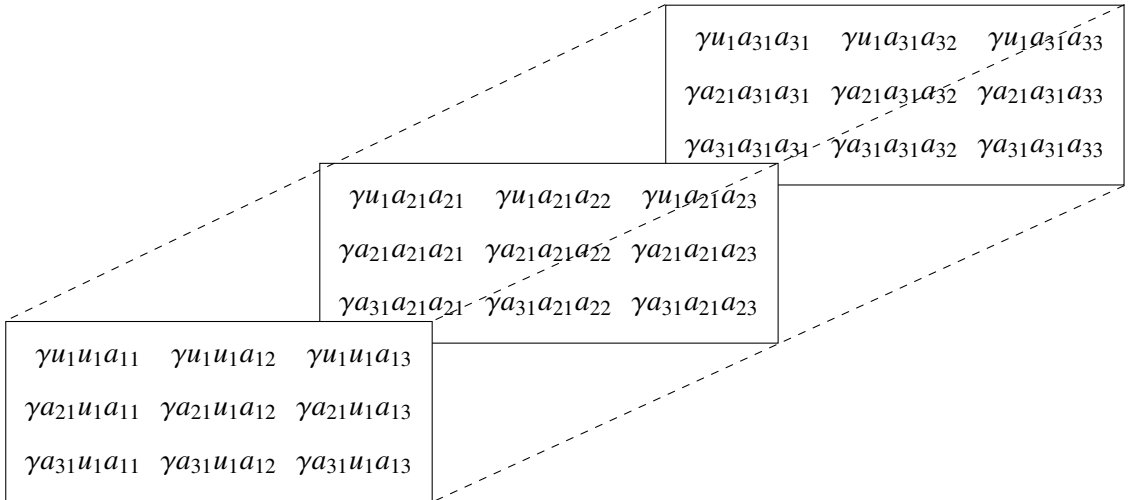 γu₁a₃₁a₃₁ γu₁a₃₁a₃₂ γu₁a₃₁a₃₃
γa₂₁a₃₁a₃₁ γa₂₁a₃₁a₃₂ γa₂₁a₃₁a₃₃
γa₃₁a₃₁a₃₁ γa₃₁a₃₁a₃₂ γa₃₁a₃₁a₃₃
γu₁a₂₁a₂₁ γu₁a₂₁a₂₂ γu₁a₂₁a₂₃
γa₂₁a₂₁a₂₁ γa₂₁a₂₁a₂₂ γa₂₁a₂₁a₂₃
γa₃₁a₂₁a₂₁ γa₃₁a₂₁a₂₂ γa₃₁a₂₁a₂₃
γu₁u₁a₁₁ γu₁u₁a₁₂ γu₁u₁a₁₃
γa₂₁u₁a₁₁ γa₂₁u₁a₁₂ γa₂₁u₁a₁₃
γa₃₁u₁a₁₁ γa₃₁u₁a₁₂ γa₃₁u₁a₁₃